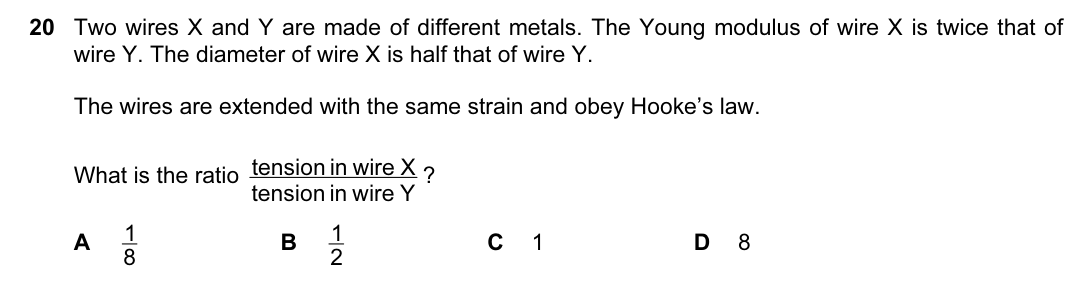 20 Two wires X and Y are made of different metals. The Young modulus of wire X is twice that of
wire Y. The diameter of wire X is half that of wire Y.
The wires are extended with the same strain and obey Hooke's law.
What is the ratio tension in wire X / tension in wire Y ?
A 1/8 B 1/2 C 1 D 8